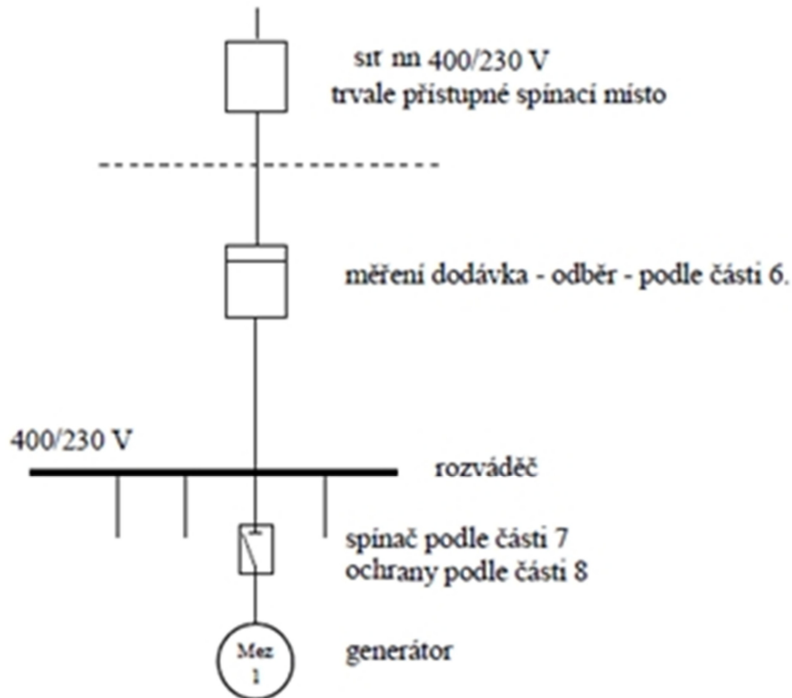 síť nn 400/230 V
trvale přístupné spínací místo
měření dodávka - odběr - podle části 6.
400/230 V
rozváděč
spínač podle části 7
ochrany podle části 8
Mez
1
generátor